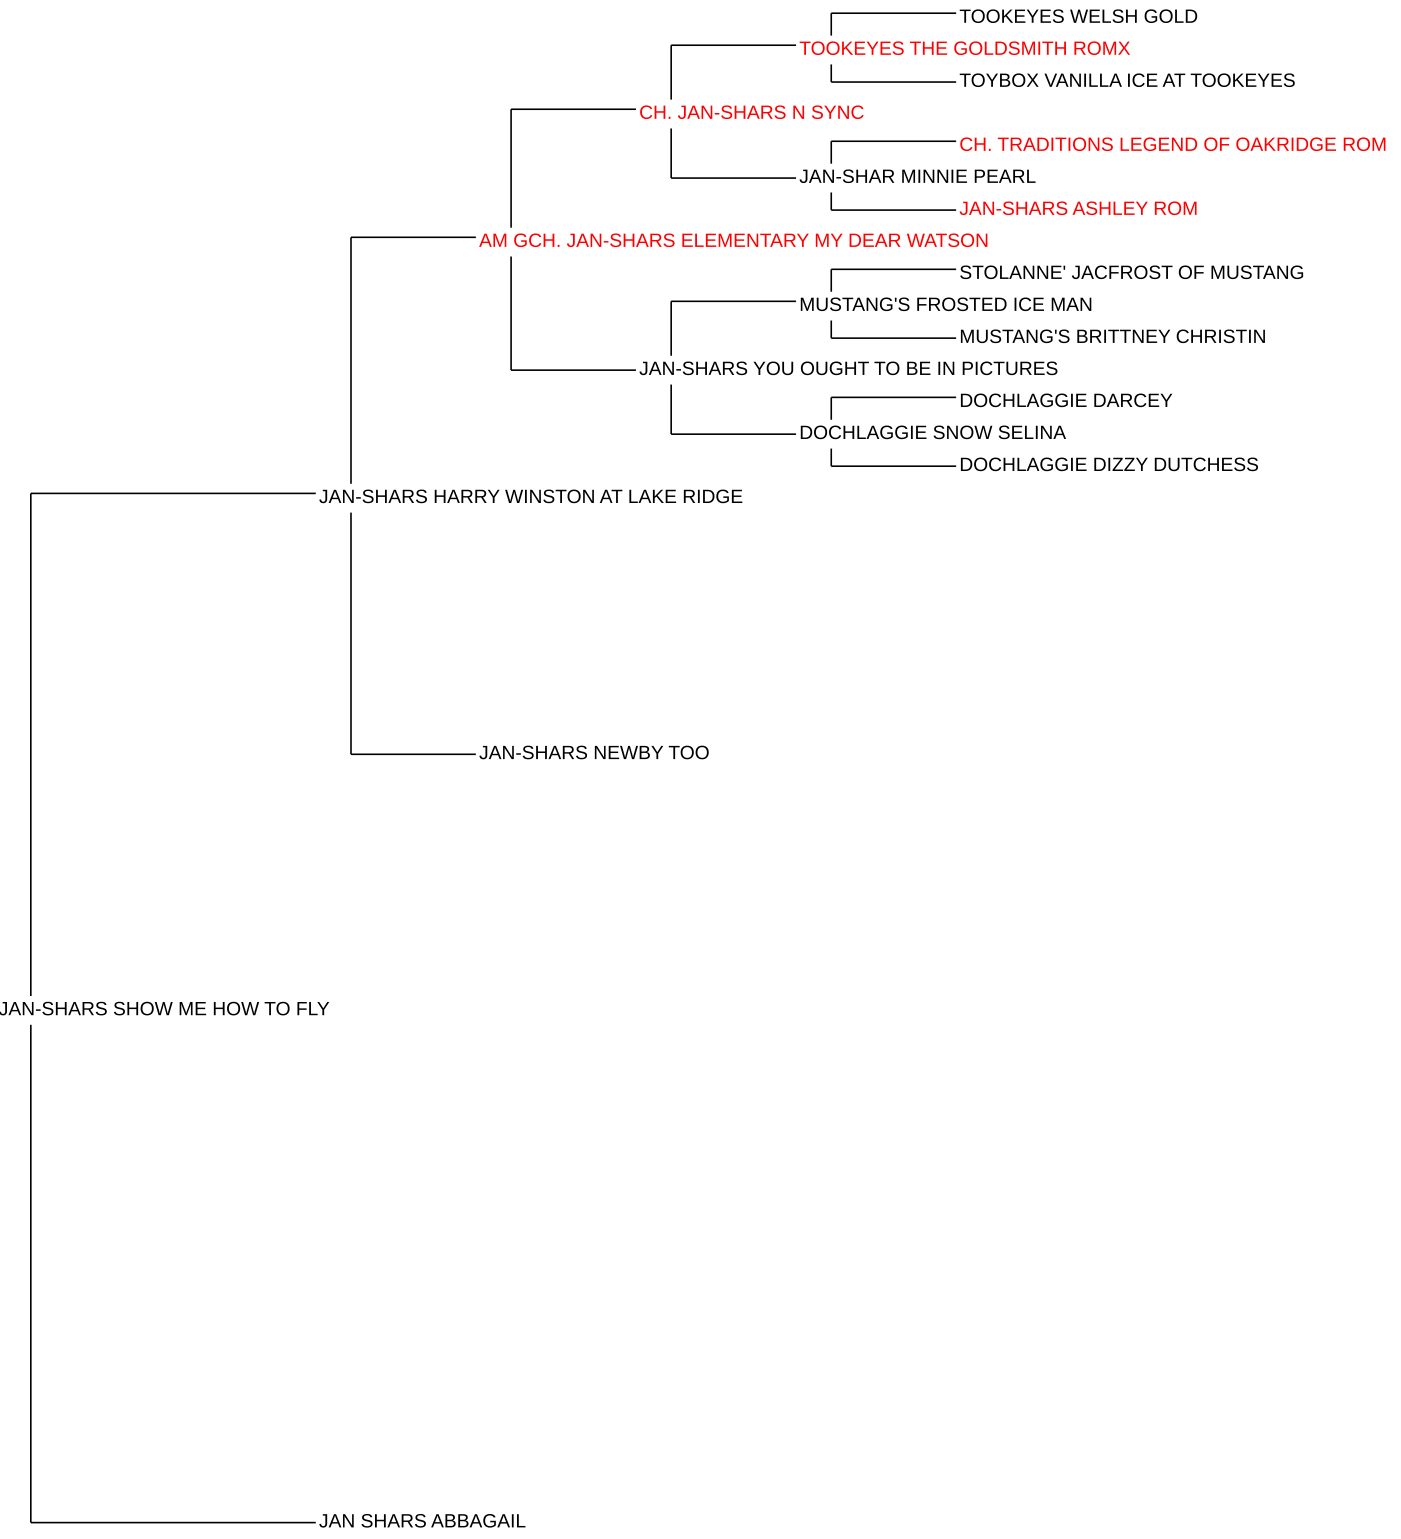 TOOKEYES WELSH GOLD
TOOKEYES THE GOLDSMITH ROMX
TOYBOX VANILLA ICE AT TOOKEYES
CH. JAN-SHARS N SYNC
CH. TRADITIONS LEGEND OF OAKRIDGE ROM
JAN-SHAR MINNIE PEARL
JAN-SHARS ASHLEY ROM
AM GCH. JAN-SHARS ELEMENTARY MY DEAR WATSON
STOLANNE' JACFROST OF MUSTANG
MUSTANG'S FROSTED ICE MAN
MUSTANG'S BRITTNEY CHRISTIN
JAN-SHARS YOU OUGHT TO BE IN PICTURES
DOCHLAGGIE DARCEY
DOCHLAGGIE SNOW SELINA
DOCHLAGGIE DIZZY DUTCHESS
JAN-SHARS HARRY WINSTON AT LAKE RIDGE
JAN-SHARS NEWBY TOO
JAN-SHARS SHOW ME HOW TO FLY
JAN SHARS ABBAGAIL